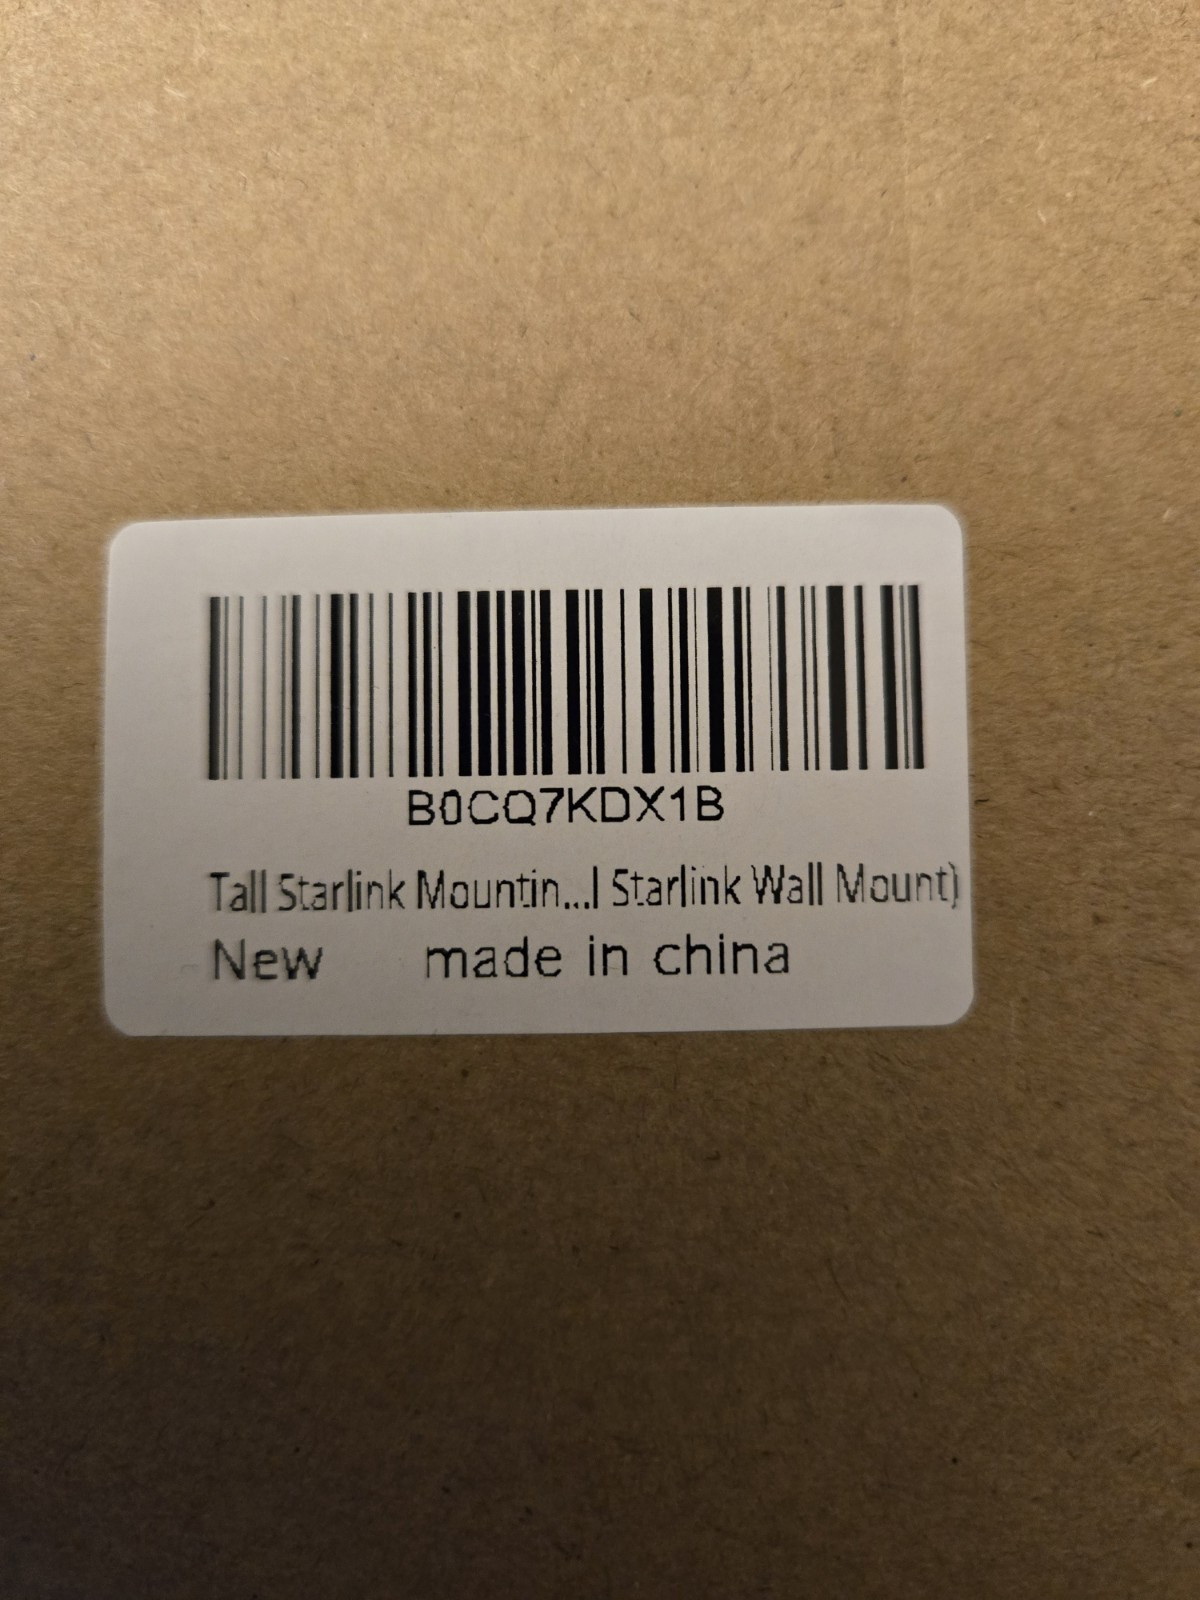 B0CQ7KDX1B
Tall Starlink Mountin...l Starlink Wall Mount)
New made in china